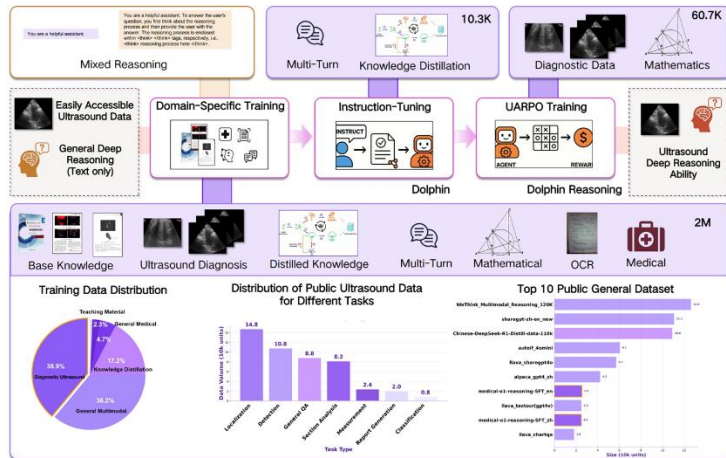 You are a helpful assistant.
You are a helpful assistant. To answer the user's
question, you first think about the reasoning
process and then provide the user with the
answer. The reasoning process is enclosed
within <think> </think> tags, respectively, i.e.,
<think> reasoning process here </think>.
Mixed Reasoning
10.3K
Multi-Turn
Knowledge Distillation
60.7K
Diagnostic Data
Mathematics
Easily Accessible
Ultrasound Data
General Deep
Reasoning
(Text only)
Domain-Specific Training
Instruction-Tuning
INSTRUCT
UARPO Training
AGENT
REWARD
Dolphin
Dolphin Reasoning
Ultrasound
Deep Reasoning
Ability
2M
Base Knowledge
Ultrasound Diagnosis
Distilled Knowledge
Multi-Turn
Mathematical
OCR
Medical
Training Data Distribution
Teaching Material
2.3%
General Medical
4.7%
17.2%
Knowledge Distillation
38.9%
Diagnostic Ultrasound
36.2%
General Multimodal
Distribution of Public Ultrasound Data
for Different Tasks
Data Volume (10k units)
14.8
10.8
8.8
8.2
2.4
2.0
0.8
Localization
Detection
General QA
Section Analysis
Measurement
Report Generation
Classification
Task Type
Top 10 Public General Dataset
WeThink_Multimodal_Reasoning_120K
sharegpt-zh-en_new
Chinese-DeepSeek-R1-Distill-data-110k
autoif_4omini
llava_sharegpt4o
alpaca_gpt4_zh
medical-o1-reasoning-SFT_en
llava_textocr(gpt4o)
medical-o1-reasoning-SFT_zh
llava_chartqa
0 2 4 6 8 10 12
Size (10k units)